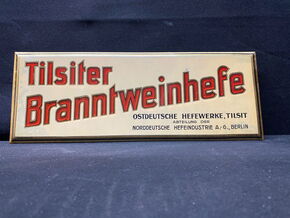 Tilsiter
Branntweinhefe
OSTDEUTSCHE HEFEWERKE, TILSIT
ABTEILUNG DER
NORDDEUTSCHE HEFEINDUSTRIE A.-G., BERLIN